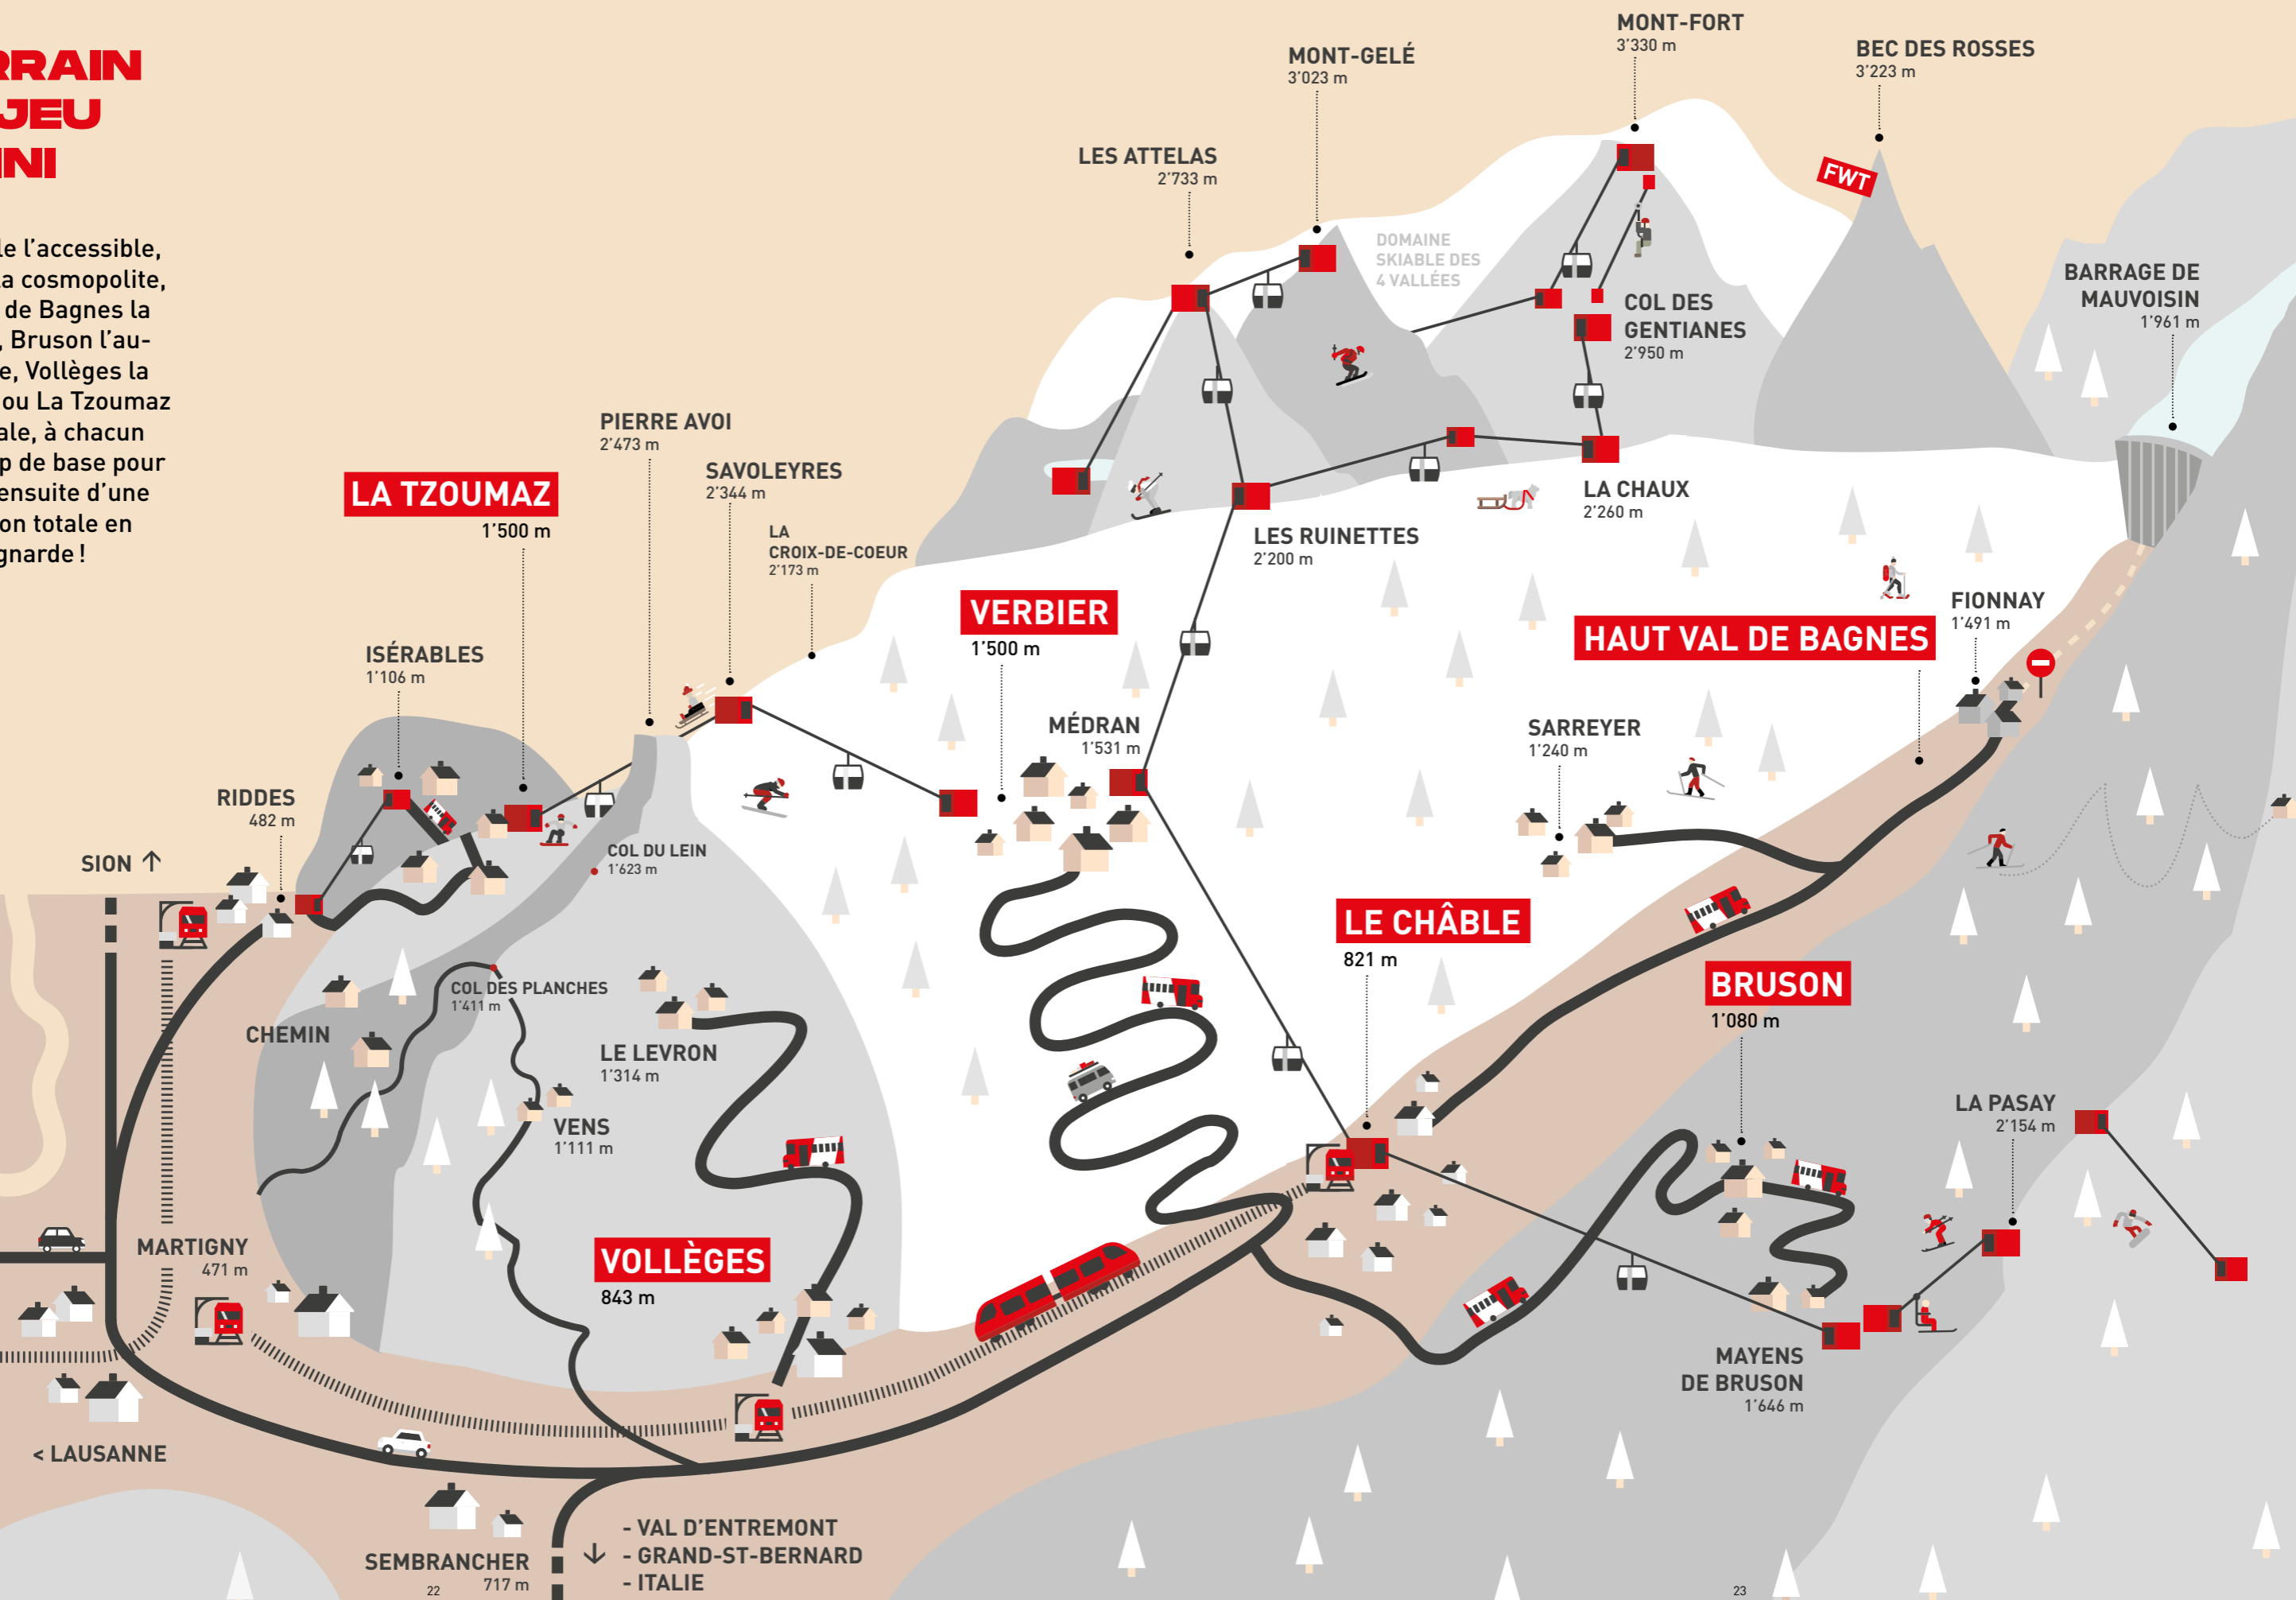 RRAIN
JEU
INI
le l’accessible,
la cosmopolite,
de Bagnes la
, Bruson l’au-
e, Vollèges la
ou La Tzoumaz
ale, à chacun
p de base pour
ensuite d’une
on totale en
gnarde !
MONT-FORT
3’330 m
BEC DES ROSSES
3’223 m
FWT
MONT-GELÉ
3’023 m
LES ATTELAS
2’733 m
DOMAINE
SKIABLE DES
4 VALLÉES
COL DES
GENTIANES
2’950 m
BARRAGE DE
MAUVOISIN
1’961 m
PIERRE AVOI
2’473 m
SAVOLEYRES
2’344 m
LA
CROIX-DE-COEUR
2’173 m
LA TZOUMAZ
1’500 m
LES RUINETTES
2’200 m
LA CHAUX
2’260 m
VERBIER
1’500 m
HAUT VAL DE BAGNES
FIONNAY
1’491 m
ISÉRABLES
1’106 m
MÉDRAN
1’531 m
SARREYER
1’240 m
RIDDES
482 m
SION ↑
COL DU LEIN
1’623 m
LE CHÂBLE
821 m
BRUSON
1’080 m
COL DES PLANCHES
1’411 m
CHEMIN
LE LEVRON
1’314 m
VENS
1’111 m
LA PASAY
2’154 m
MARTIGNY
471 m
VOLLÈGES
843 m
MAYENS
DE BRUSON
1’646 m
< LAUSANNE
SEMBRANCHER
717 m
↓
- VAL D’ENTREMONT
- GRAND-ST-BERNARD
- ITALIE
22
23